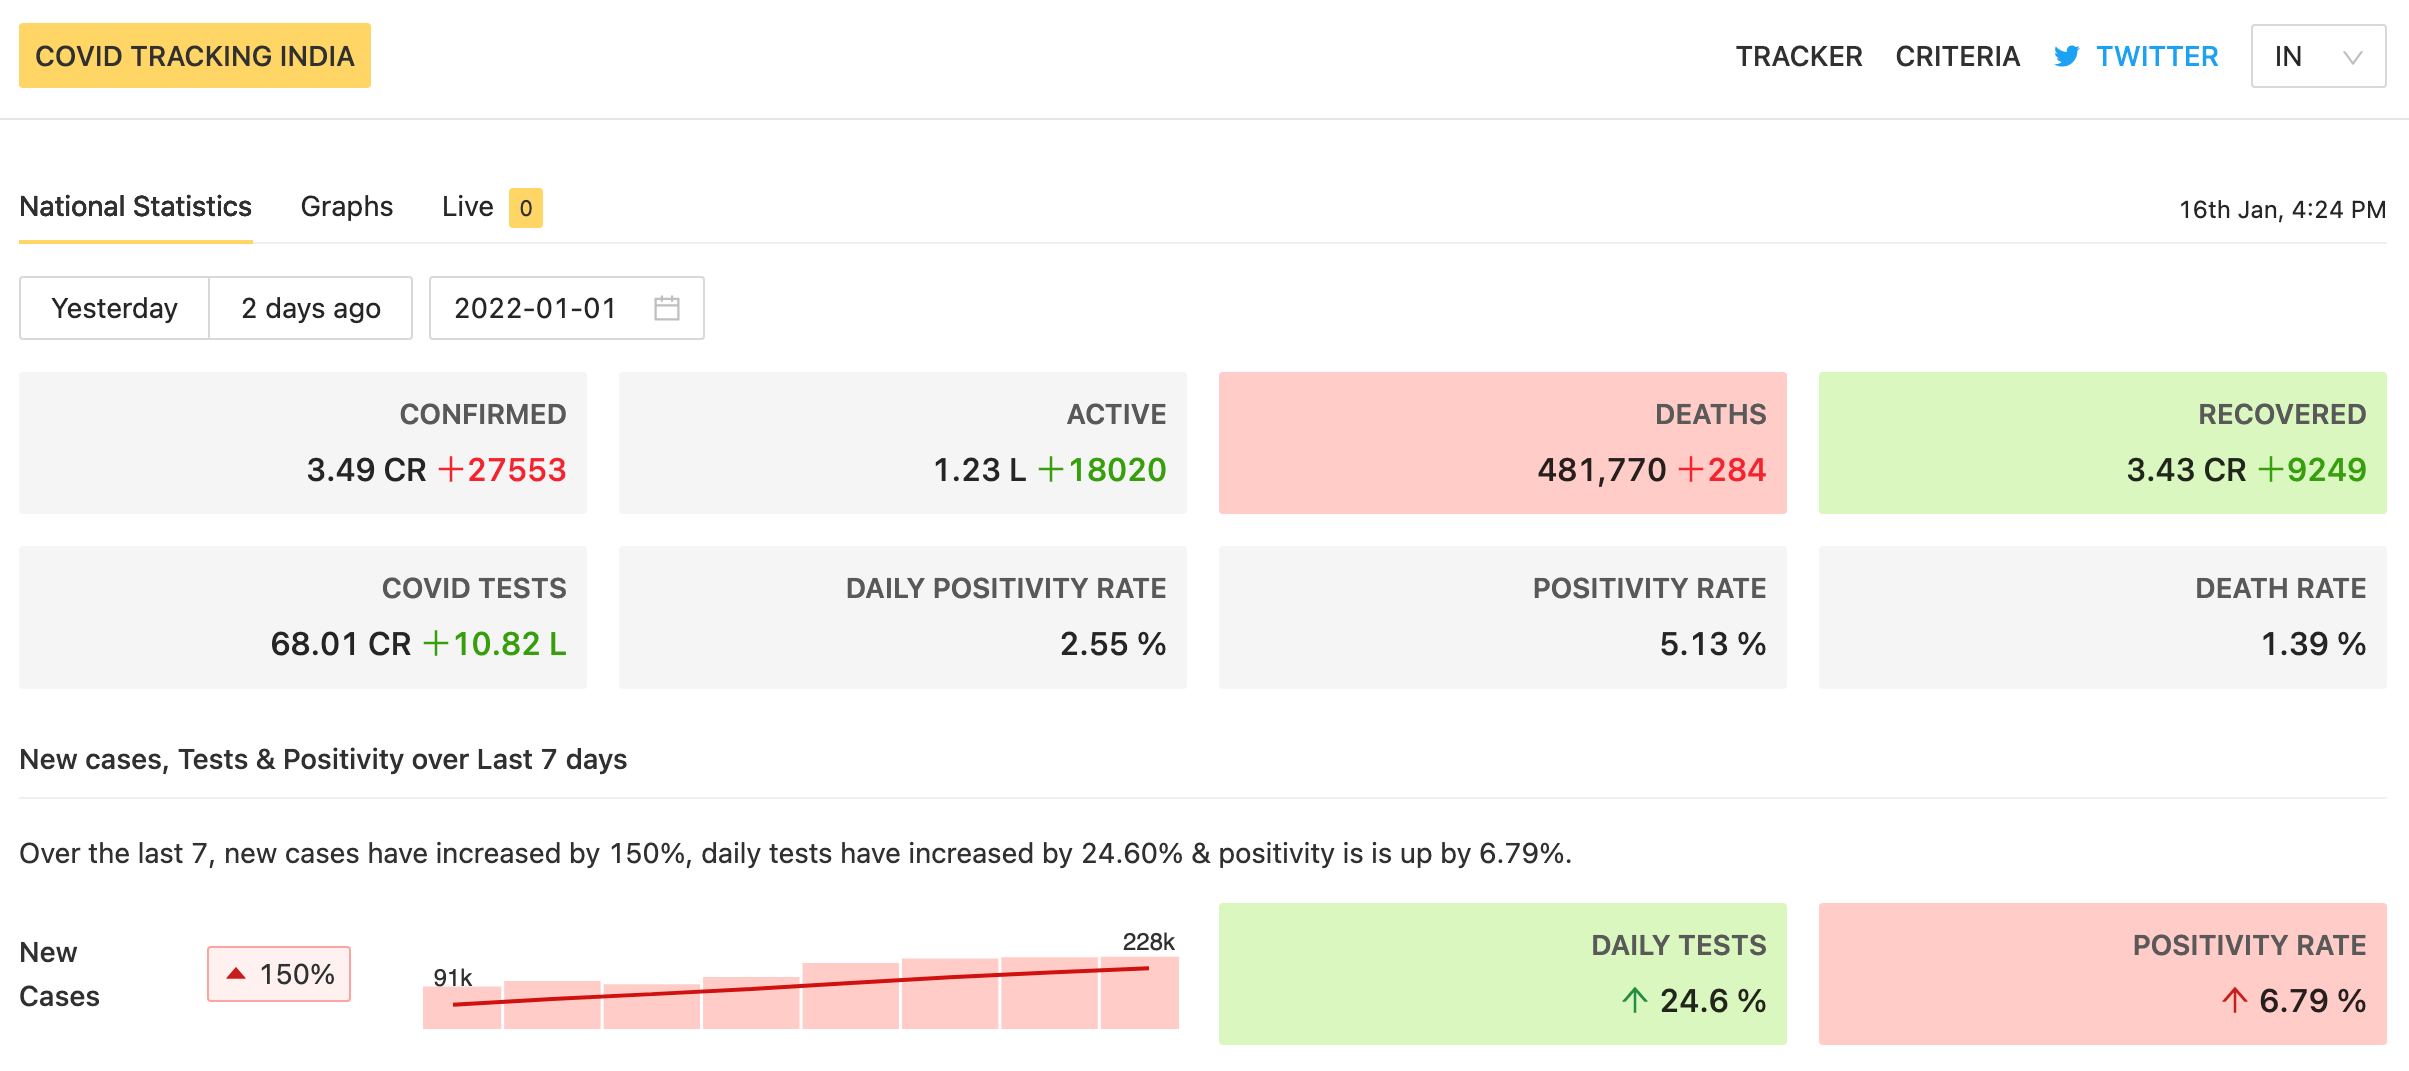 COVID TRACKING INDIA
TRACKER CRITERIA TWITTER IN
National Statistics Graphs Live 0
16th Jan, 4:24 PM
Yesterday 2 days ago 2022-01-01
CONFIRMED
3.49 CR +27553
ACTIVE
1.23 L +18020
DEATHS
481,770 +284
RECOVERED
3.43 CR +9249
COVID TESTS
68.01 CR +10.82 L
DAILY POSITIVITY RATE
2.55 %
POSITIVITY RATE
5.13 %
DEATH RATE
1.39 %
New cases, Tests & Positivity over Last 7 days
Over the last 7, new cases have increased by 150%, daily tests have increased by 24.60% & positivity is is up by 6.79%.
New
Cases
150%
91k
228k
DAILY TESTS
24.6 %
POSITIVITY RATE
6.79 %